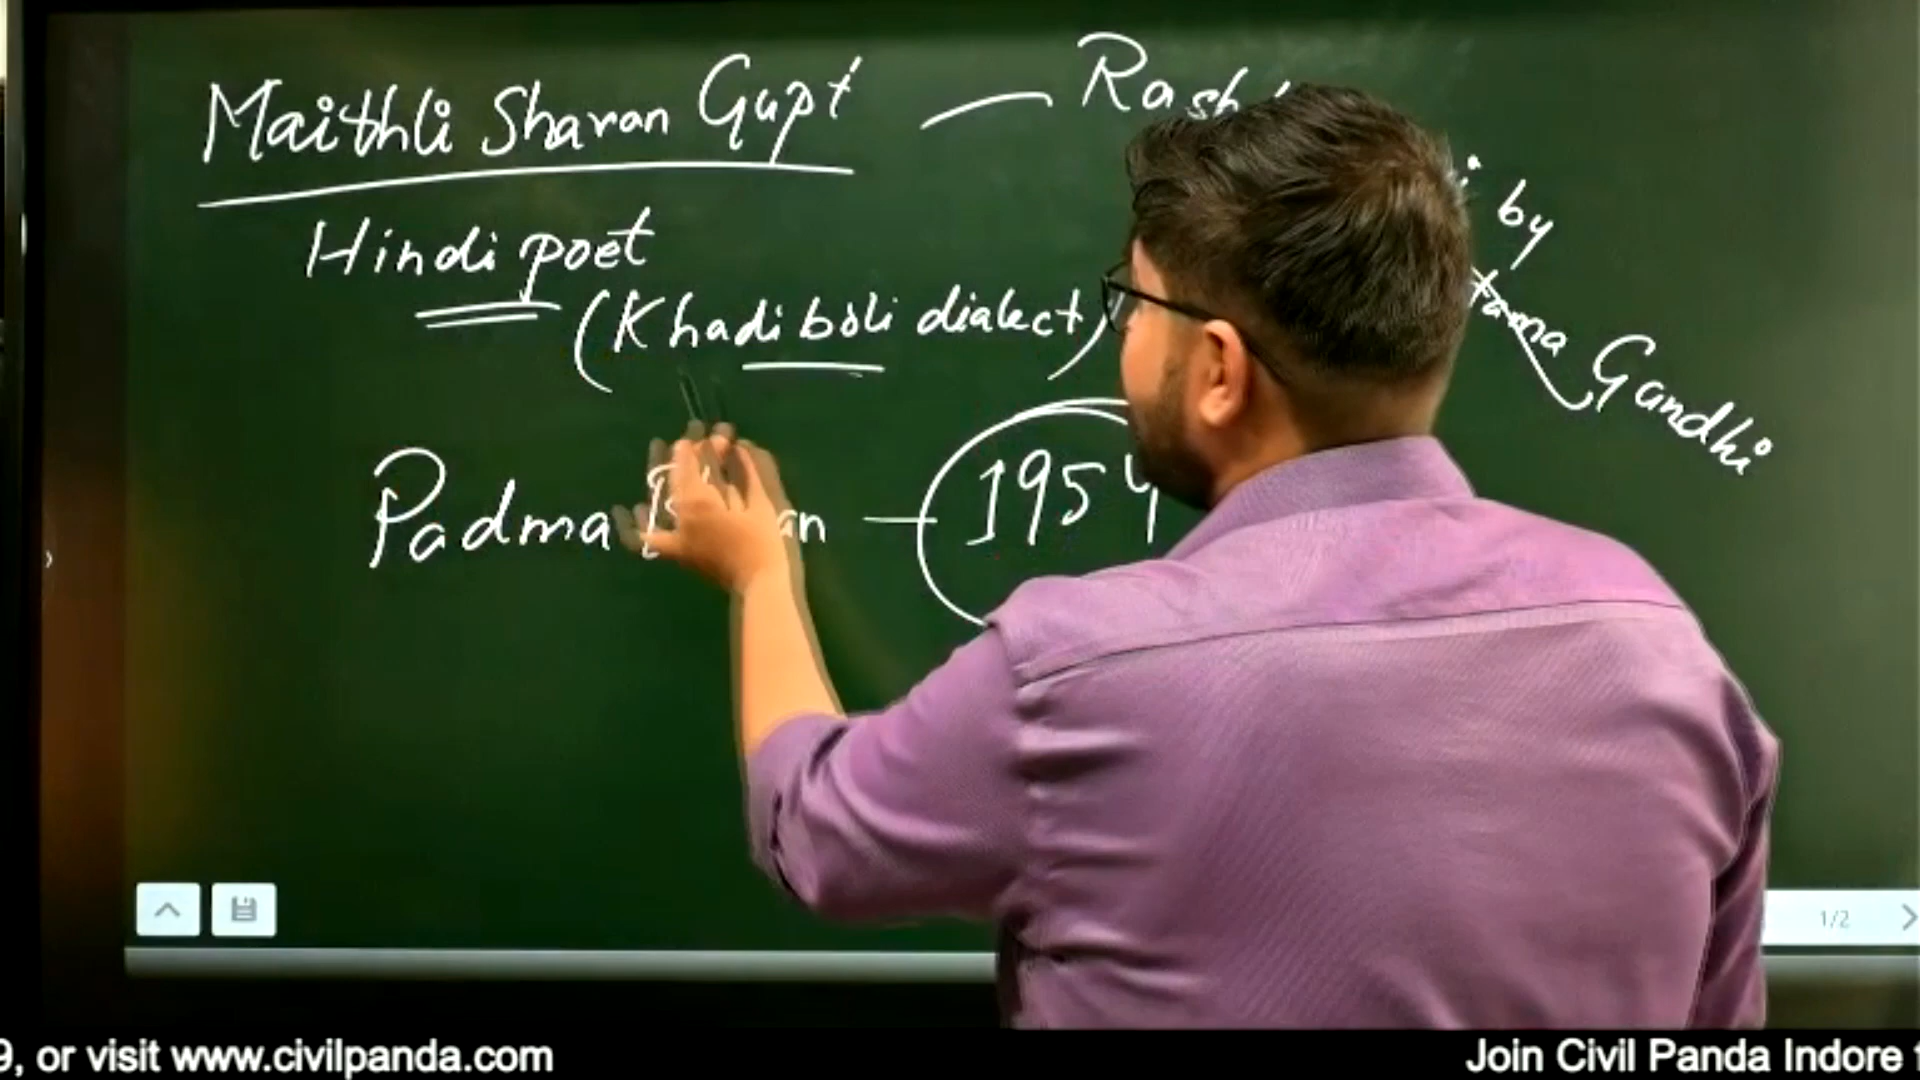 Maithli Sharan Gupt — Rash
by
Hindi poet
(Khadi boli dialect)
Gandhi
Padma — 1954
1/2
9, or visit www.civilpanda.com
Join Civil Panda Indore